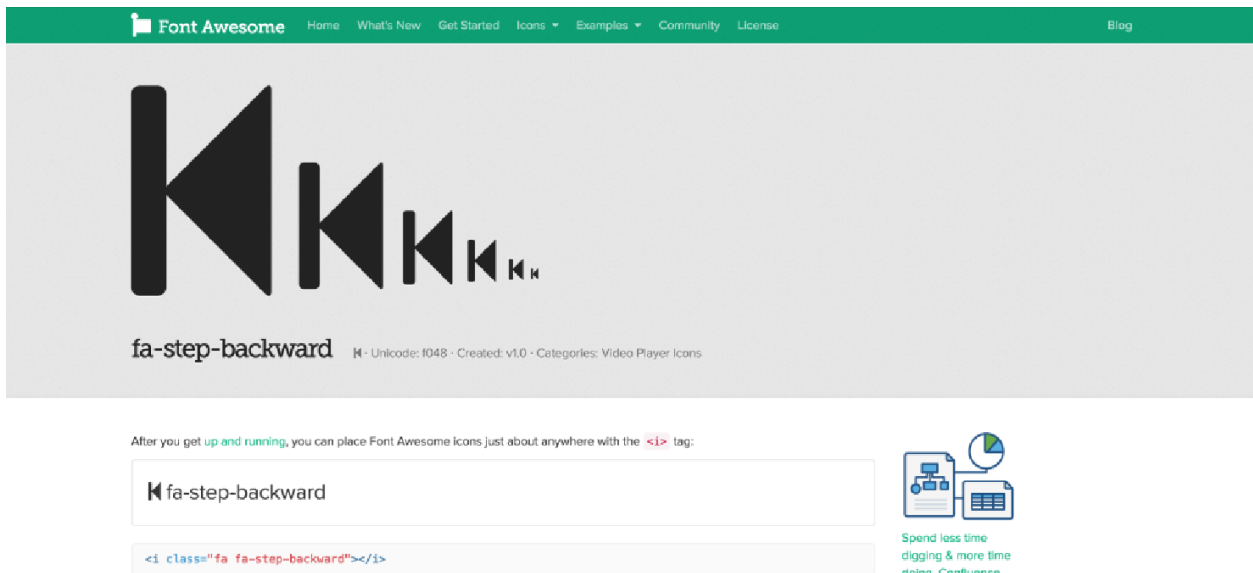 Font Awesome Home What's New Get Started Icons Examples Community License Blog
fa-step-backward · Unicode: f048 · Created: v1.0 · Categories: Video Player Icons
After you get up and running, you can place Font Awesome icons just about anywhere with the <i> tag:
fa-step-backward
<i class="fa fa-step-backward"></i>
Spend less time
digging & more time
doing. Confluence